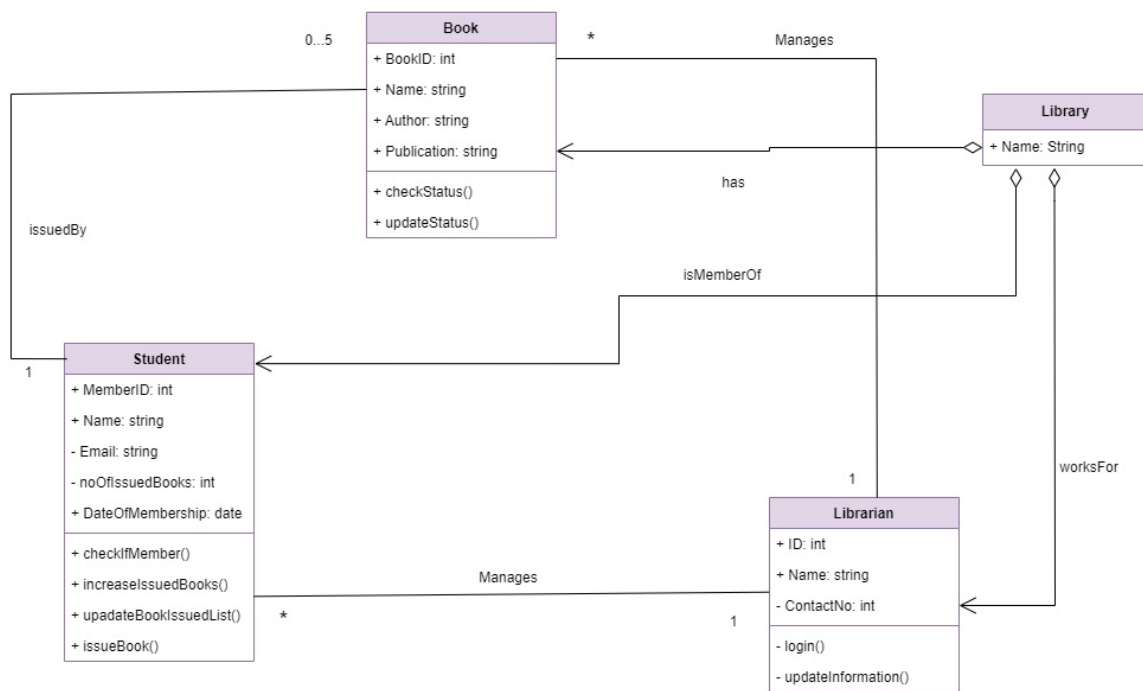 Book
+ BookID: int
+ Name: string
+ Author: string
+ Publication: string
+ checkStatus()
+ updateStatus()
0...5
*
Manages
Library
+ Name: String
has
issuedBy
isMemberOf
1
Student
+ MemberID: int
+ Name: string
- Email: string
- noOfIssuedBooks: int
+ DateOfMembership: date
+ checkIfMember()
+ increaseIssuedBooks()
+ upadateBookIssuedList()
+ issueBook()
worksFor
1
Librarian
+ ID: int
+ Name: string
- ContactNo: int
- login()
- updateInformation()
Manages
*
1